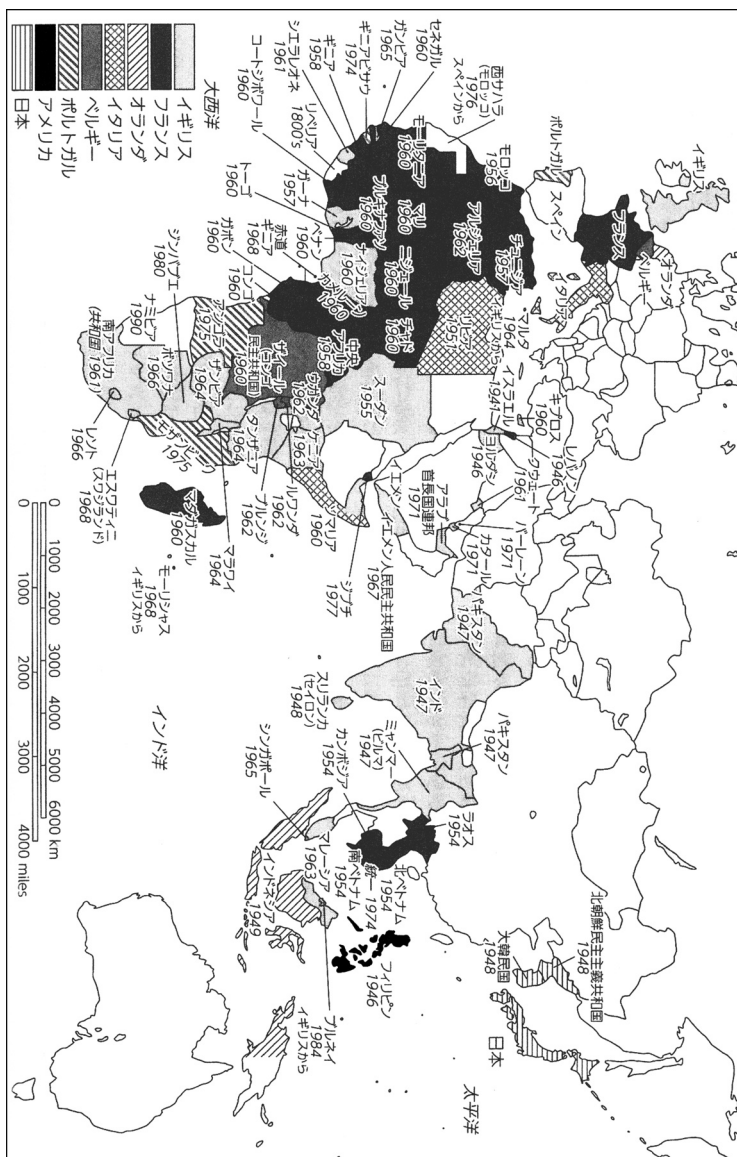 イギリス
オランダ
ベルギー
フランス
ポルトガル
スペイン
イタリア
モロッコ
1956
西サハラ
(モロッコ)
1976
スペインから
セネガル
1960
ガンビア
1965
ギニアビサウ
1974
ギニア
1958
シエラレオネ
1961
リベリア
1800's
コートジボワール
1960
ガーナ
1957
トーゴ
1960
ベナン
1960
赤道
ギニア
1968
ガボン
1960
コンゴ
1960
モーリタニア
1960
マリ
1960
ブルキナファソ
1960
アルジェリア
1962
チュニジア
1957
ニジェール
1960
ナイジェリア
1960
カメルーン
1960
チャド
1960
中央
アフリカ
1958
マルタ
1964
イギリスから
リビア
1951
スーダン
1955
ザイール
(コンゴ
民主共和国)
1960
アンゴラ
1975
ジンバブエ
1980
ナミビア
1990
ボツワナ
1966
南アフリカ
(共和国 1961)
レソト
1966
エスワティニ
(スワジランド)
1968
ザンビア
1964
モザンビーク
1975
タンザニア
1964
ウガンダ
1962
ケニア
1963
ルワンダ
1962
ブルンジ
1962
ソマリア
1960
マラウイ
1964
マダガスカル
1960
モーリシャス
1968
イギリスから
ジブチ
1977
イエメン
イエメン人民民主共和国
1967
イスラエル
1941
キプロス
1960
レバノン
1946
ヨルダン
1946
クウェート
1961
バーレーン
1971
カタール
1971
アラブ
首長国連邦
1971
パキスタン
1947
インド
1947
パキスタン
1947
スリランカ
(セイロン)
1948
ミャンマー
(ビルマ)
1947
ラオス
1954
カンボジア
1954
北ベトナム
1954
統一 1974
南ベトナム
1954
シンガポール
1965
マレーシア
1963
インドネシア
1949
フィリピン
1946
ブルネイ
1984
イギリスから
北朝鮮民主主義共和国
1948
大韓民国
1948
日本
太平洋
インド洋
大西洋
イギリス
フランス
オランダ
イタリア
ベルギー
ポルトガル
アメリカ
日本
0 1000 2000 3000 4000 5000 6000 km
0 1000 2000 3000 4000 miles